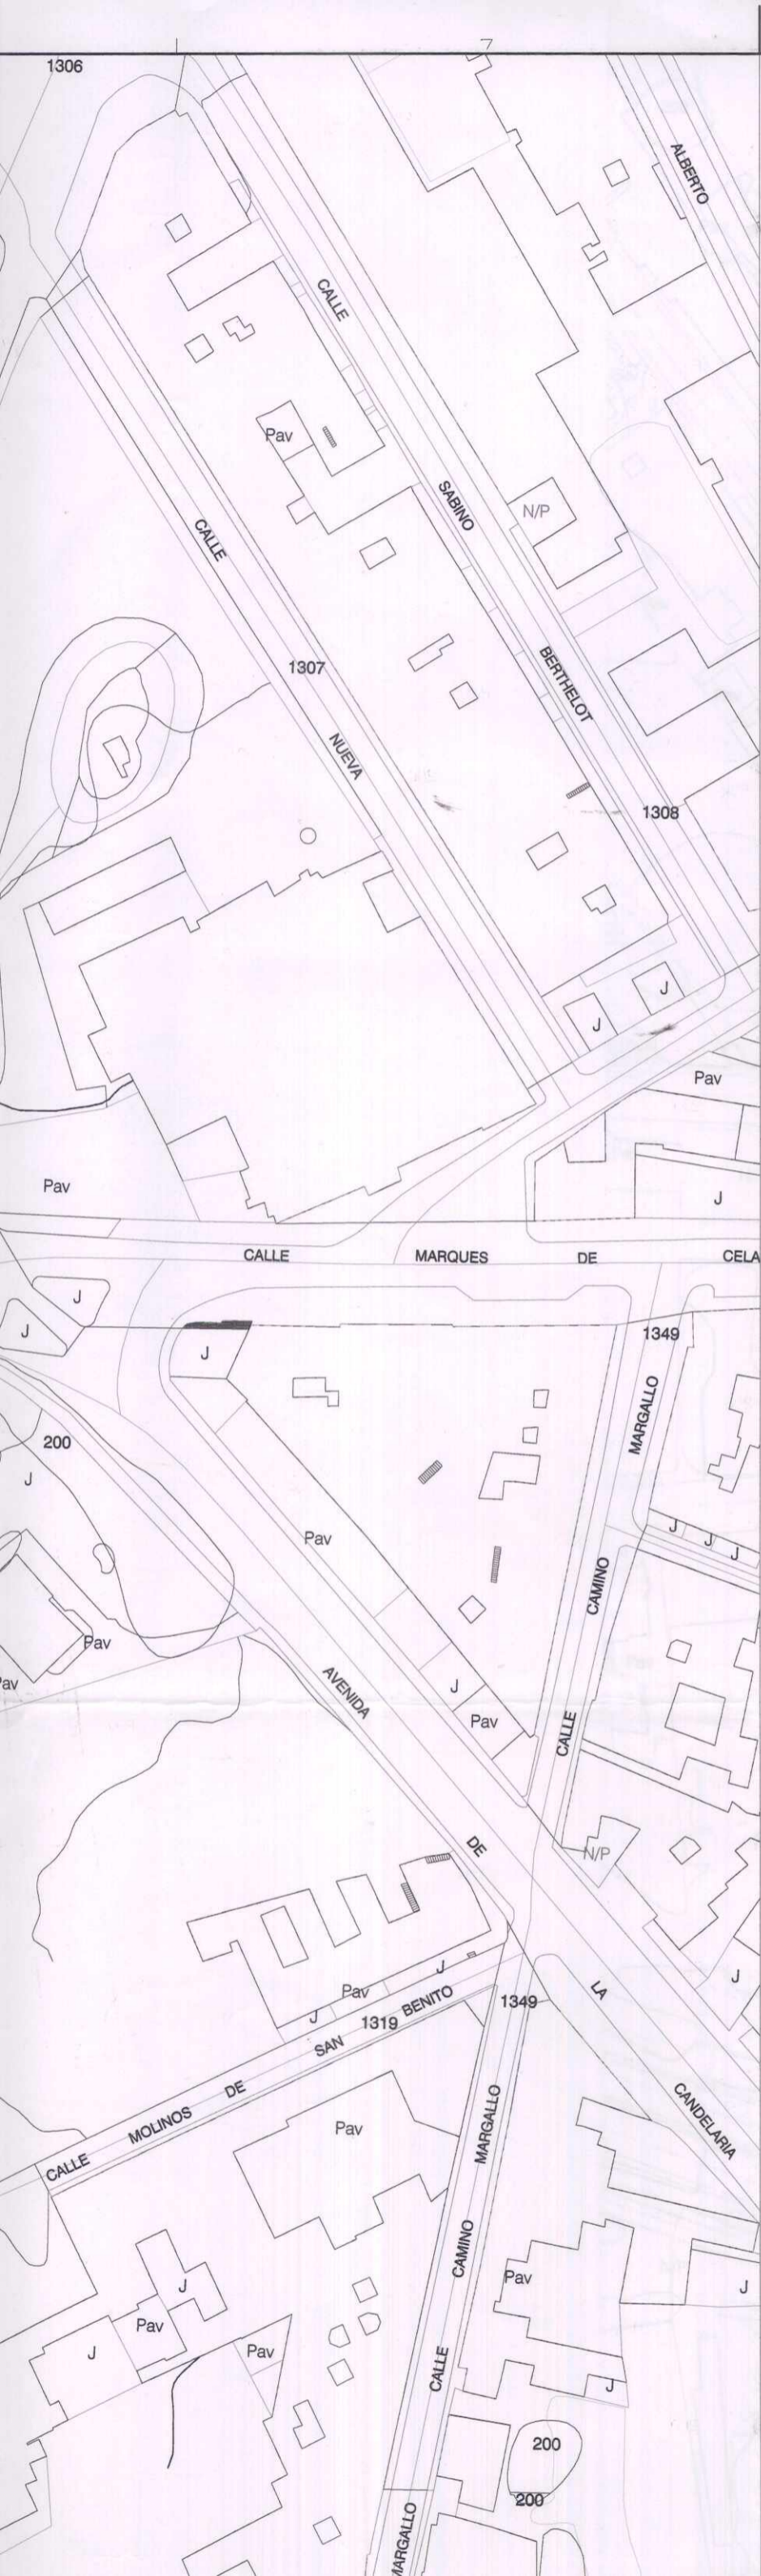 7
1306
ALBERTO
CALLE
Pav
SABINO
N/P
CALLE
1307
BERTHELOT
NUEVA
1308
J
J
Pav
Pav
J
CALLE MARQUES DE CELA
J
J
1349
J
MARGALLO
200
J
J
J
J
Pav
CAMINO
Pav
AVENIDA
J
Pav
CALLE
DE
N/P
J
J
Pav
LA
BENITO
1349
J
1319
SAN
DE
MARGALLO
CANDELARIA
MOLINOS
Pav
CALLE
CAMINO
Pav
J
J
Pav
Pav
J
CALLE
J
200
200
MARGALLO